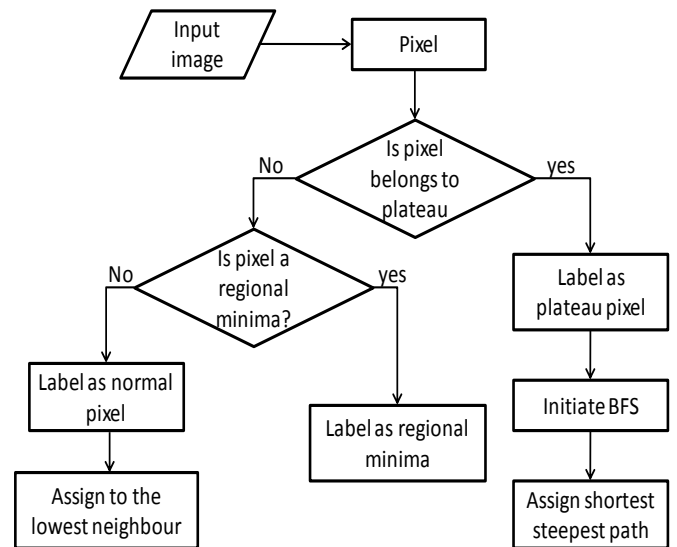 Input
image
Pixel
Is pixel
belongs to
plateau
No
yes
Is pixel a
regional
minima?
No
yes
Label as
plateau pixel
Label as normal
pixel
Label as regional
minima
Initiate BFS
Assign to the
lowest neighbour
Assign shortest
steepest path